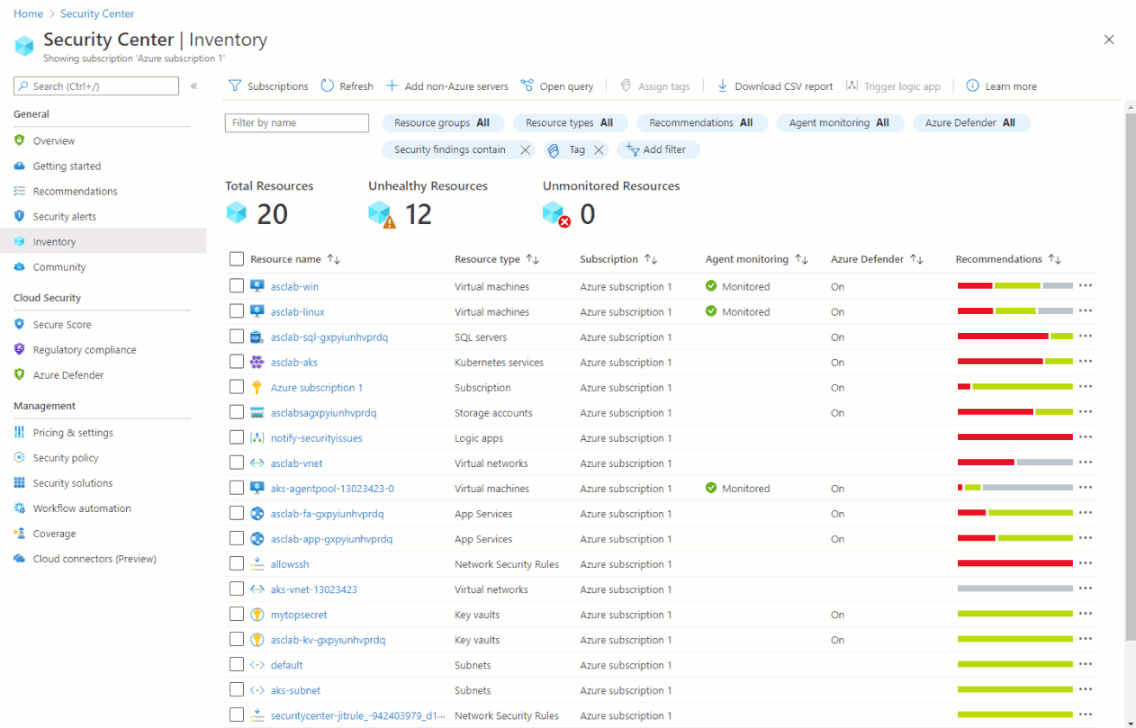 Home > Security Center
Security Center | Inventory
Showing subscription 'Azure subscription 1'
Search (Ctrl+/)
«
Subscriptions Refresh Add non-Azure servers Open query Assign tags Download CSV report Trigger logic app Learn more
General
Overview
Getting started
Recommendations
Security alerts
Inventory
Community
Cloud Security
Secure Score
Regulatory compliance
Azure Defender
Management
Pricing & settings
Security policy
Security solutions
Workflow automation
Coverage
Cloud connectors (Preview)
Filter by name Resource groups All Resource types All Recommendations All Agent monitoring All Azure Defender All
Security findings contain Tag Add filter
Total Resources Unhealthy Resources Unmonitored Resources
20 12 0
Resource name Resource type Subscription Agent monitoring Azure Defender Recommendations
asclab-win Virtual machines Azure subscription 1 Monitored On
asclab-linux Virtual machines Azure subscription 1 Monitored On
asclab-sql-gxpyiunhvprdq SQL servers Azure subscription 1 On
asclab-aks Kubernetes services Azure subscription 1 On
Azure subscription 1 Subscription Azure subscription 1 On
asclabsagxpyiunhvprdq Storage accounts Azure subscription 1 On
notify-securityissues Logic apps Azure subscription 1
asclab-vnet Virtual networks Azure subscription 1
aks-agentpool-13023423-0 Virtual machines Azure subscription 1 Monitored On
asclab-fa-gxpyiunhvprdq App Services Azure subscription 1 On
asclab-app-gxpyiunhvprdq App Services Azure subscription 1 On
allowssh Network Security Rules Azure subscription 1
aks-vnet-13023423 Virtual networks Azure subscription 1
mytopsecret Key vaults Azure subscription 1 On
asclab-kv-gxpyiunhvprdq Key vaults Azure subscription 1 On
default Subnets Azure subscription 1
aks-subnet Subnets Azure subscription 1
securitycenter-jitrule_-942403979_d1··· Network Security Rules Azure subscription 1